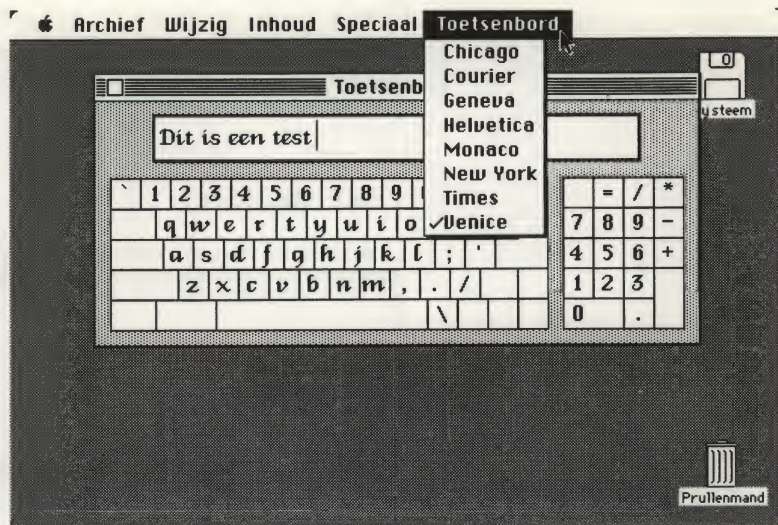 Archief Wijzig Inhoud Speciaal Toetsenbord
Chicago
Courier
Geneva
Helvetica
Monaco
New York
Times
✓Venice
Toetsenb
0
ysteem
Dit is een test
` 1 2 3 4 5 6 7 8 9
q w e r t y u i o
a s d f g h j k l ; '
z x c v b n m , . /
\
= / *
7 8 9 -
4 5 6 +
1 2 3
0 .
Prullenmand